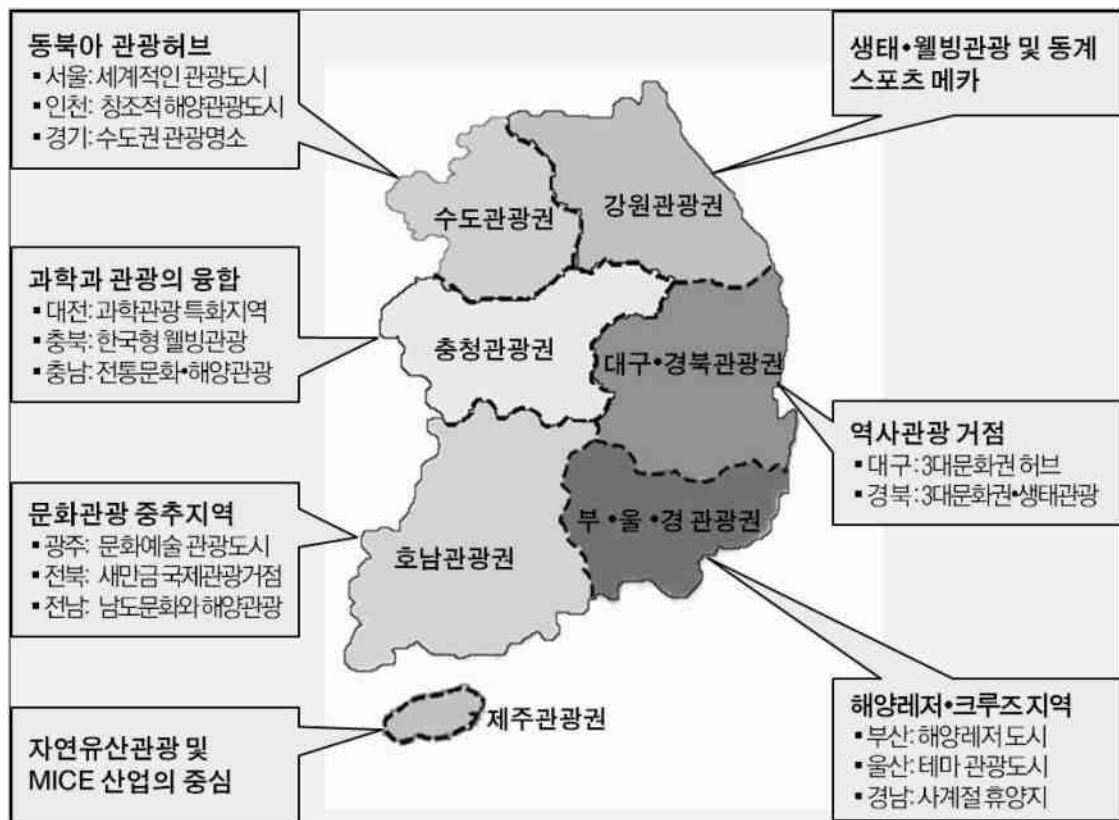 동북아 관광허브
▪ 서울: 세계적인 관광도시
▪ 인천: 창조적 해양관광도시
▪ 경기: 수도권 관광명소
생태•웰빙관광 및 동계
스포츠 메카
수도관광권
강원관광권
과학과 관광의 융합
▪ 대전: 과학관광 특화지역
▪ 충북: 한국형 웰빙관광
▪ 충남: 전통문화•해양관광
충청관광권
대구•경북관광권
역사관광 거점
▪ 대구: 3대문화권 허브
▪ 경북: 3대문화권•생태관광
문화관광 중추지역
▪ 광주: 문화예술 관광도시
▪ 전북: 새만금 국제관광거점
▪ 전남: 남도문화와 해양관광
호남관광권
부•울•경 관광권
해양레저•크루즈 지역
▪ 부산: 해양레저 도시
▪ 울산: 테마 관광도시
▪ 경남: 사계절 휴양지
제주관광권
자연유산관광 및
MICE 산업의 중심